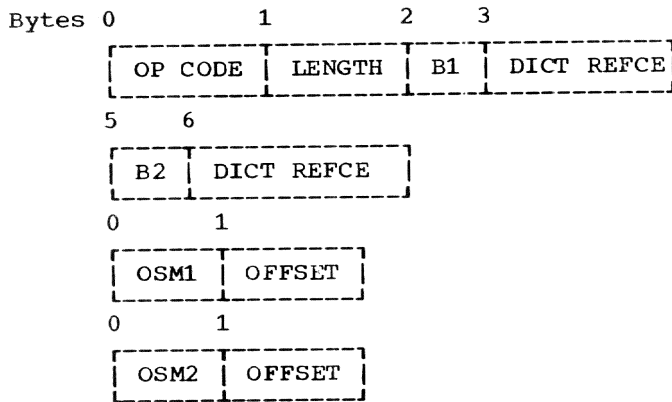 Bytes 0 1 2 3
OP CODE LENGTH B1 DICT REFCE
5 6
B2 DICT REFCE
0 1
OSM1 OFFSET
0 1
OSM2 OFFSET